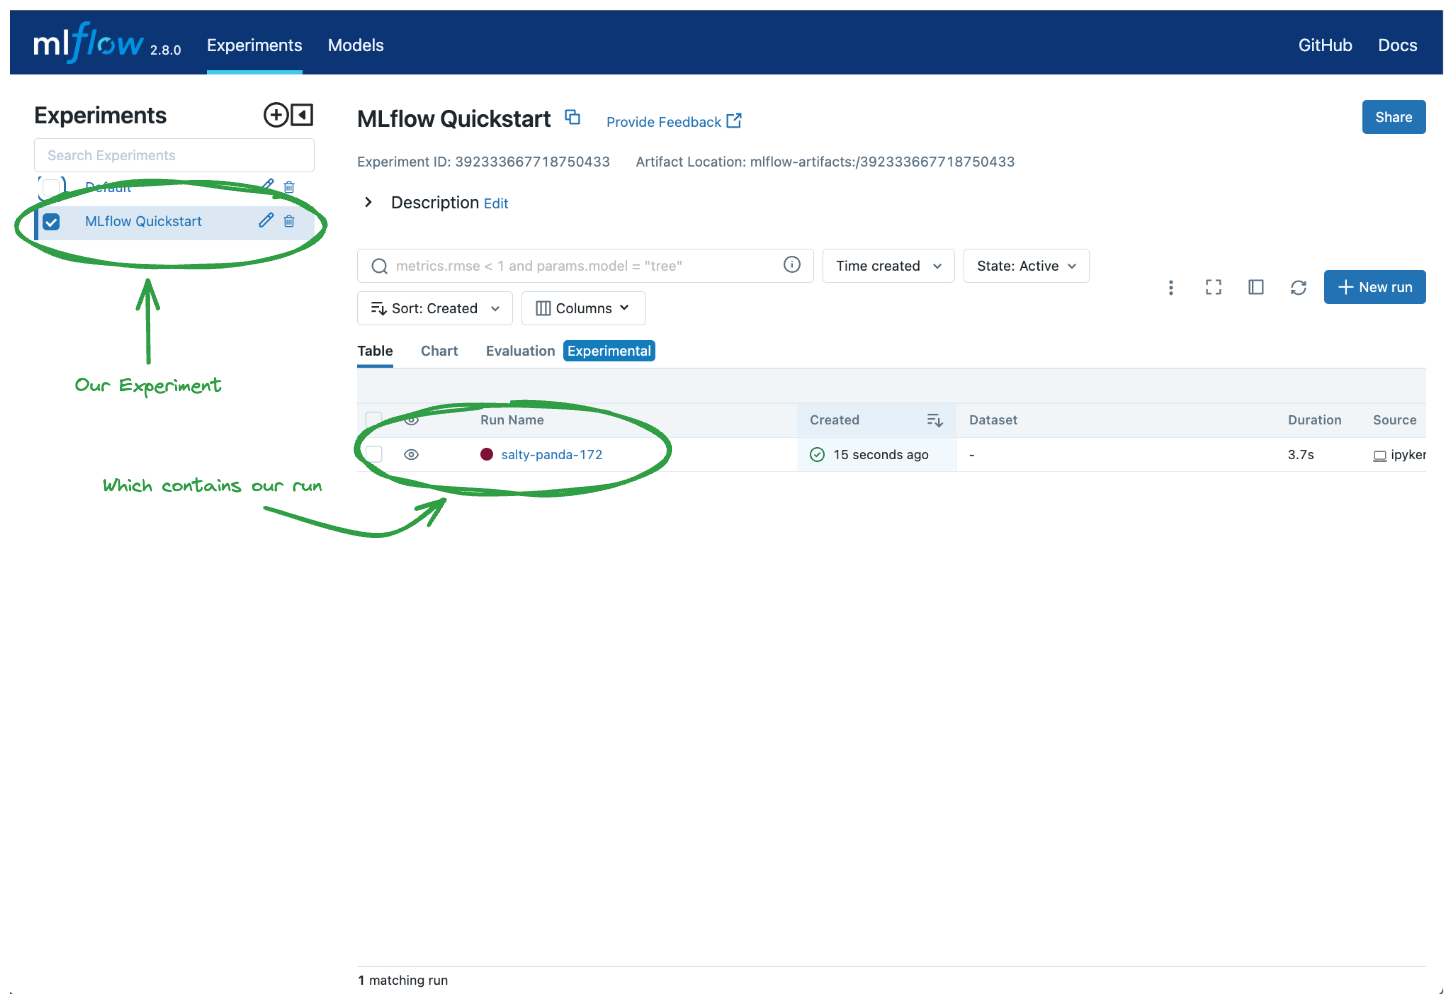 mlflow 2.8.0 Experiments Models GitHub Docs
Experiments
Search Experiments
Default
MLflow Quickstart
Our Experiment
Which contains our run
MLflow Quickstart Provide Feedback Share
Experiment ID: 392333667718750433 Artifact Location: mlflow-artifacts:/392333667718750433
Description Edit
metrics.rmse < 1 and params.model = "tree" Time created State: Active
New run
Sort: Created Columns
Table Chart Evaluation Experimental
Run Name Created Dataset Duration Source
salty-panda-172 15 seconds ago - 3.7s ipyker
1 matching run